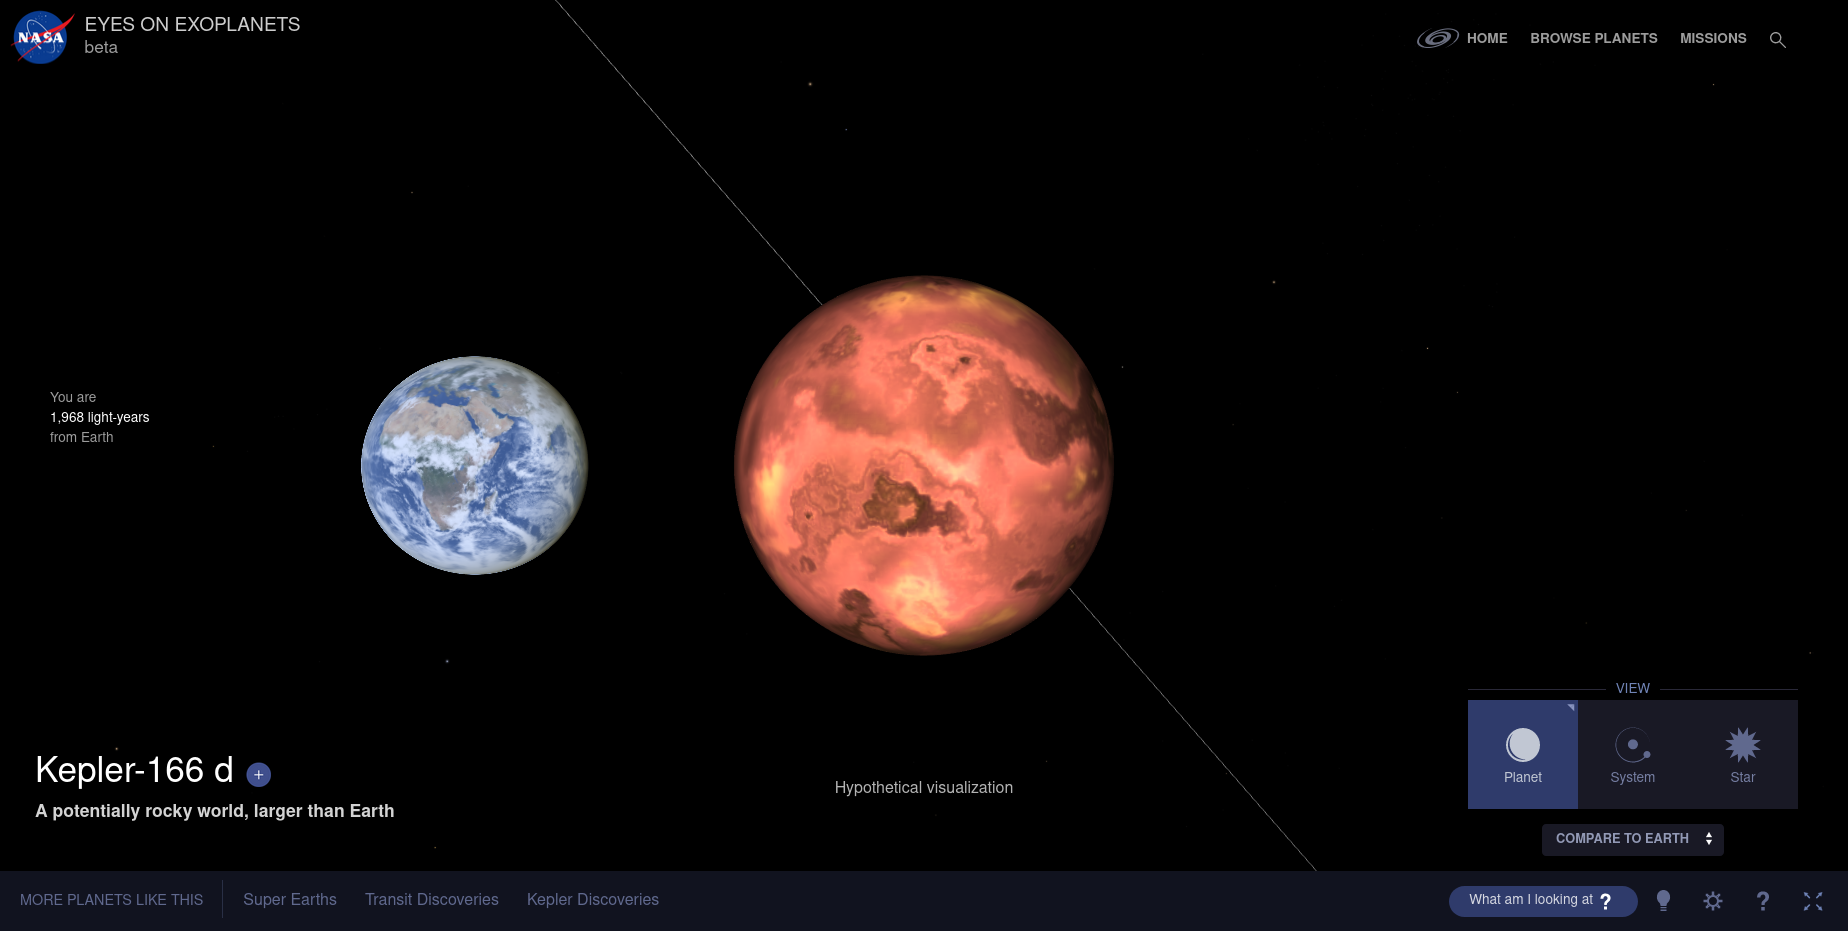 NASA
EYES ON EXOPLANETS
beta
HOME
BROWSE PLANETS
MISSIONS
You are
1,968 light-years
from Earth
Kepler-166 d +
A potentially rocky world, larger than Earth
Hypothetical visualization
VIEW
Planet
System
Star
COMPARE TO EARTH
MORE PLANETS LIKE THIS
Super Earths
Transit Discoveries
Kepler Discoveries
What am I looking at ?
?